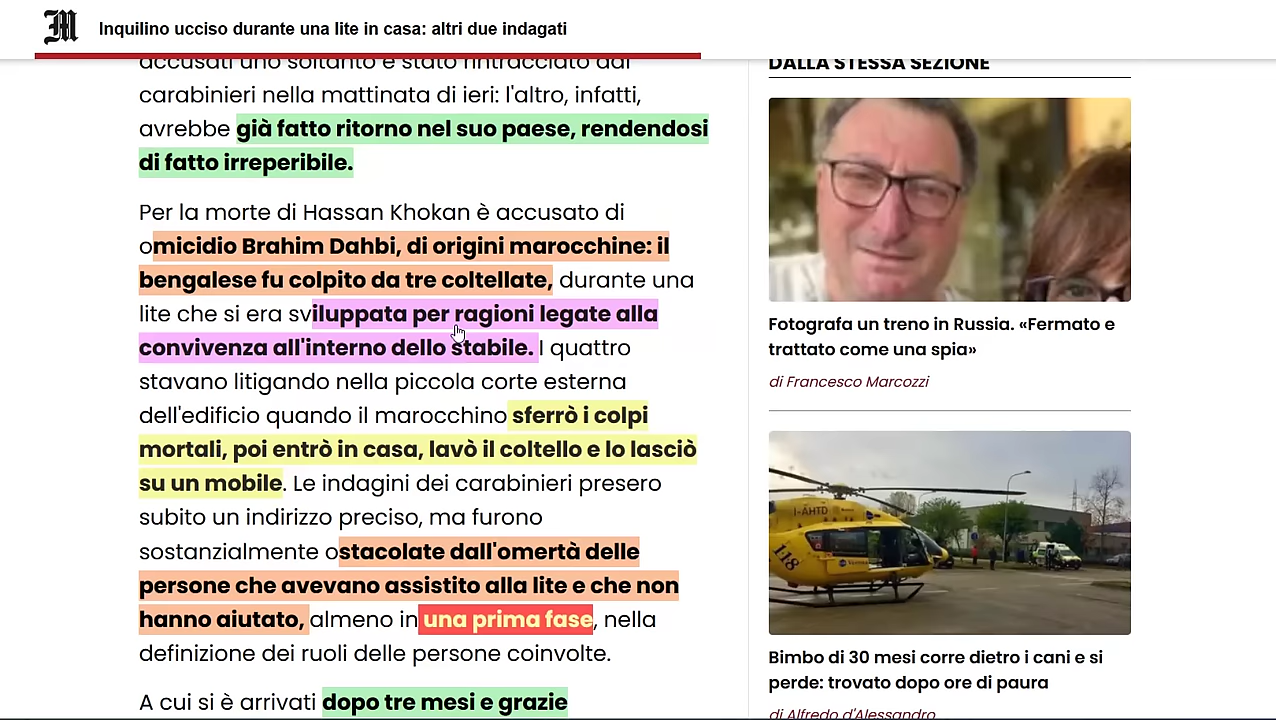 M
Inquilino ucciso durante una lite in casa: altri due indagati
accusati uno soltanto è stato rintracciato dai
carabinieri nella mattinata di ieri: l'altro, infatti,
avrebbe già fatto ritorno nel suo paese, rendendosi
di fatto irreperibile.
Per la morte di Hassan Khokan è accusato di
omicidio Brahim Dahbi, di origini marocchine: il
bengalese fu colpito da tre coltellate, durante una
lite che si era sviluppata per ragioni legate alla
convivenza all'interno dello stabile. I quattro
stavano litigando nella piccola corte esterna
dell'edificio quando il marocchino sferrò i colpi
mortali, poi entrò in casa, lavò il coltello e lo lasciò
su un mobile. Le indagini dei carabinieri presero
subito un indirizzo preciso, ma furono
sostanzialmente ostacolate dall'omertà delle
persone che avevano assistito alla lite e che non
hanno aiutato, almeno in una prima fase, nella
definizione dei ruoli delle persone coinvolte.
A cui si è arrivati dopo tre mesi e grazie
DALLA STESSA SEZIONE
Fotografa un treno in Russia. «Fermato e
trattato come una spia»
di Francesco Marcozzi
I-AHTD
118
Bimbo di 30 mesi corre dietro i cani e si
perde: trovato dopo ore di paura
di Alfredo d'Alessandro